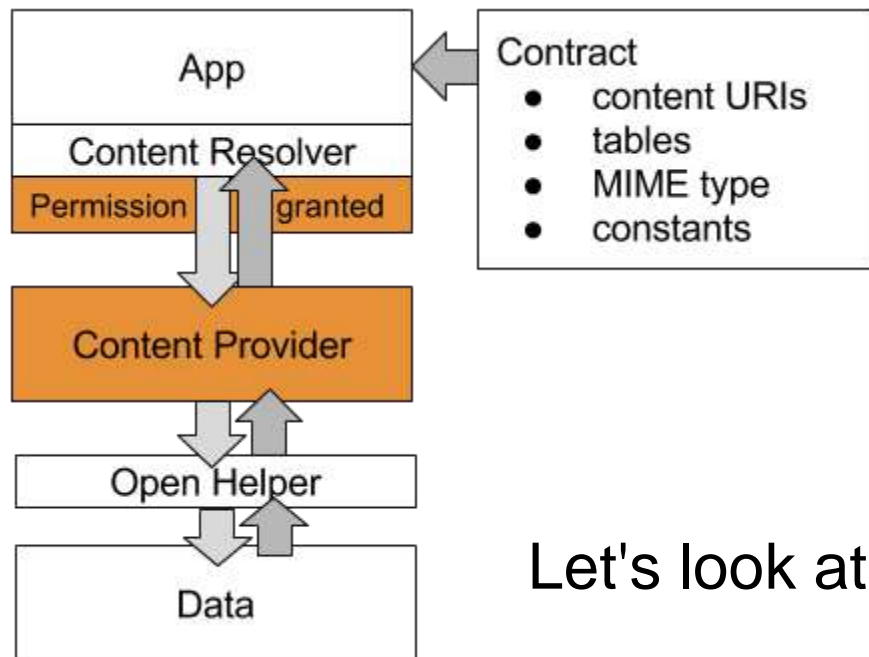 App
Content Resolver
Permission granted
Content Provider
Open Helper
Data
Contract
● content URIs
● tables
● MIME type
● constants
Let's look at